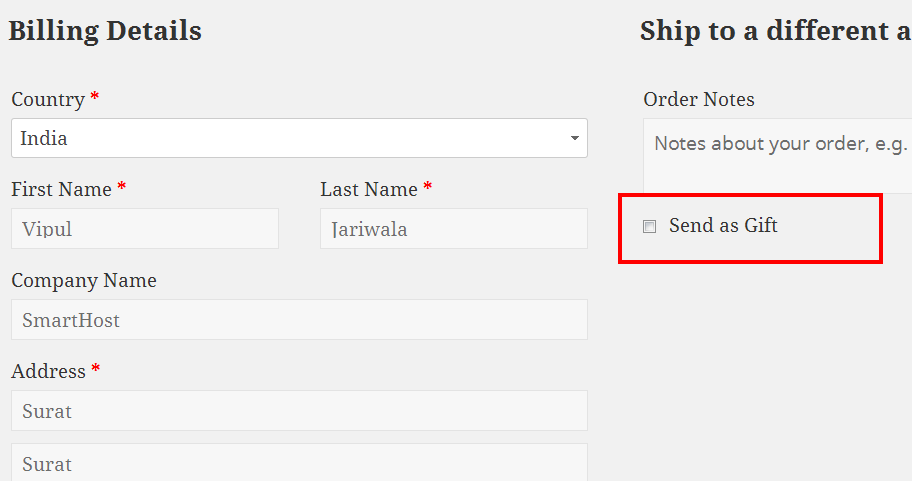 Billing Details
Country *
India
First Name *
Last Name *
Vipul
Jariwala
Company Name
SmartHost
Address *
Surat
Surat
Ship to a different a
Order Notes
Notes about your order, e.g.
Send as Gift